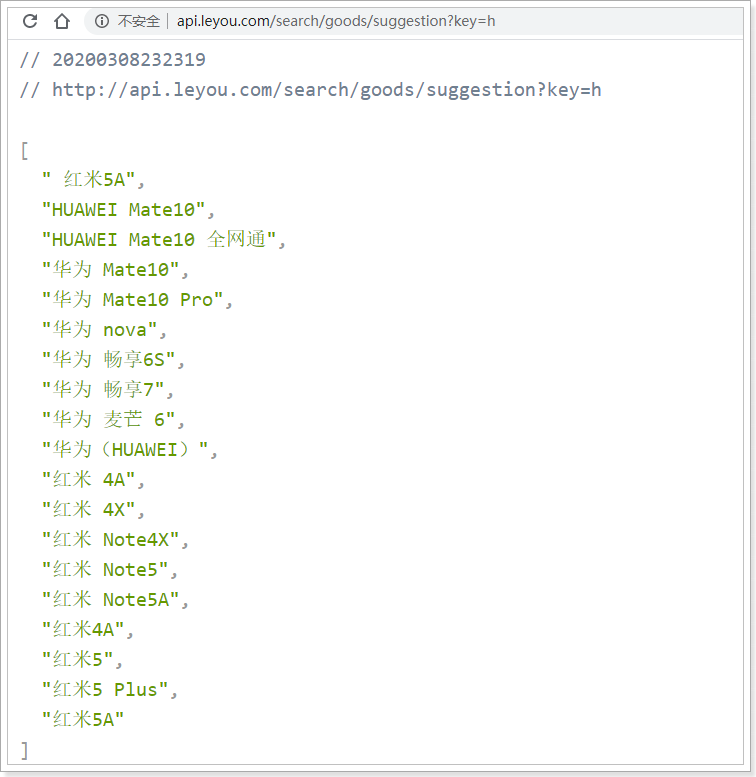 不安全 | api.leyou.com/search/goods/suggestion?key=h
// 20200308232319
// http://api.leyou.com/search/goods/suggestion?key=h
[
" 红米5A",
"HUAWEI Mate10",
"HUAWEI Mate10 全网通",
"华为 Mate10",
"华为 Mate10 Pro",
"华为 nova",
"华为 畅享6S",
"华为 畅享7",
"华为 麦芒 6",
"华为（HUAWEI）",
"红米 4A",
"红米 4X",
"红米 Note4X",
"红米 Note5",
"红米 Note5A",
"红米4A",
"红米5",
"红米5 Plus",
"红米5A"
]